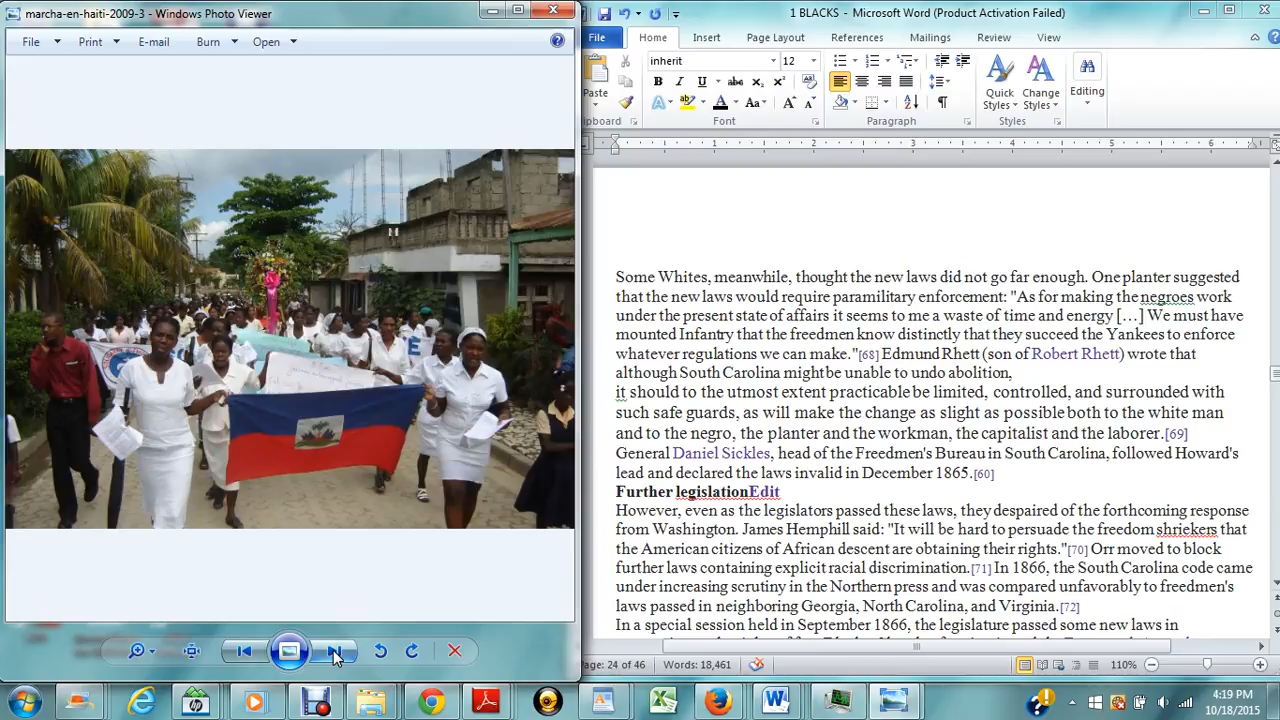 marcha-en-haiti-2009-3 - Windows Photo Viewer
File Print E-mail Burn Open
1 BLACKS - Microsoft Word (Product Activation Failed)
File Home Insert Page Layout References Mailings Review View
inherit 12
Paste
B I U abc x₂ x²
Aa A A
Quick Styles
Change Styles
Editing
Clipboard Font Paragraph Styles
1 2 3 4 5 6
Some Whites, meanwhile, thought the new laws did not go far enough. One planter suggested
that the new laws would require paramilitary enforcement: "As for making the negroes work
under the present state of affairs it seems to me a waste of time and energy […] We must have
mounted Infantry that the freedmen know distinctly that they succeed the Yankees to enforce
whatever regulations we can make."[68] Edmund Rhett (son of Robert Rhett) wrote that
although South Carolina might be unable to undo abolition,
it should to the utmost extent practicable be limited, controlled, and surrounded with
such safe guards, as will make the change as slight as possible both to the white man
and to the negro, the planter and the workman, the capitalist and the laborer.[69]
General Daniel Sickles, head of the Freedmen's Bureau in South Carolina, followed Howard's
lead and declared the laws invalid in December 1865.[60]
Further legislationEdit
However, even as the legislators passed these laws, they despaired of the forthcoming response
from Washington. James Hemphill said: "It will be hard to persuade the freedom shriekers that
the American citizens of African descent are obtaining their rights."[70] Orr moved to block
further laws containing explicit racial discrimination.[71] In 1866, the South Carolina code came
under increasing scrutiny in the Northern press and was compared unfavorably to freedmen's
laws passed in neighboring Georgia, North Carolina, and Virginia.[72]
In a special session held in September 1866, the legislature passed some new laws in
Page: 24 of 46 Words: 18,461 110%
4:19 PM
10/18/2015